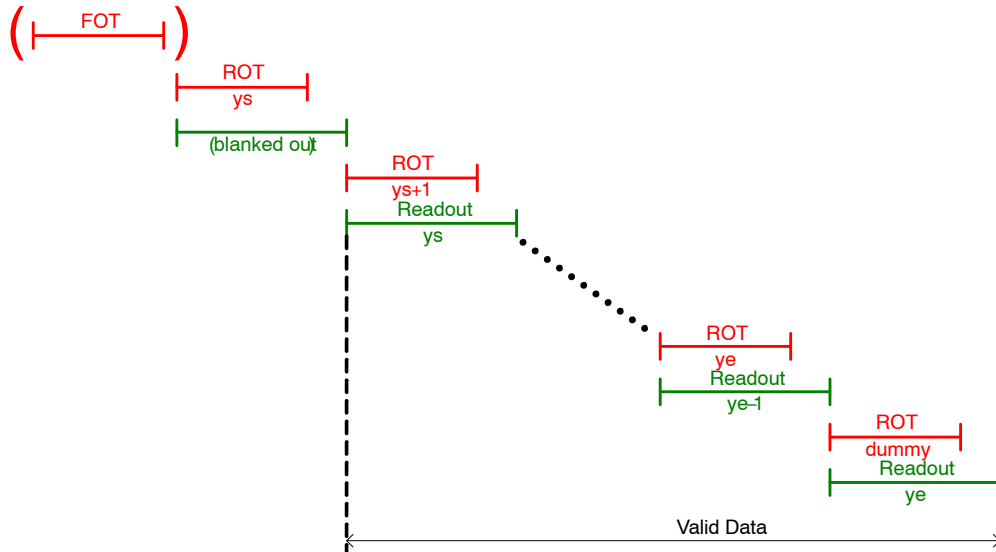 ( FOT )
ROT
ys
(blanked out)
ROT
ys+1
Readout
ys
ROT
ye
Readout
ye–1
ROT
dummy
Readout
ye
Valid Data